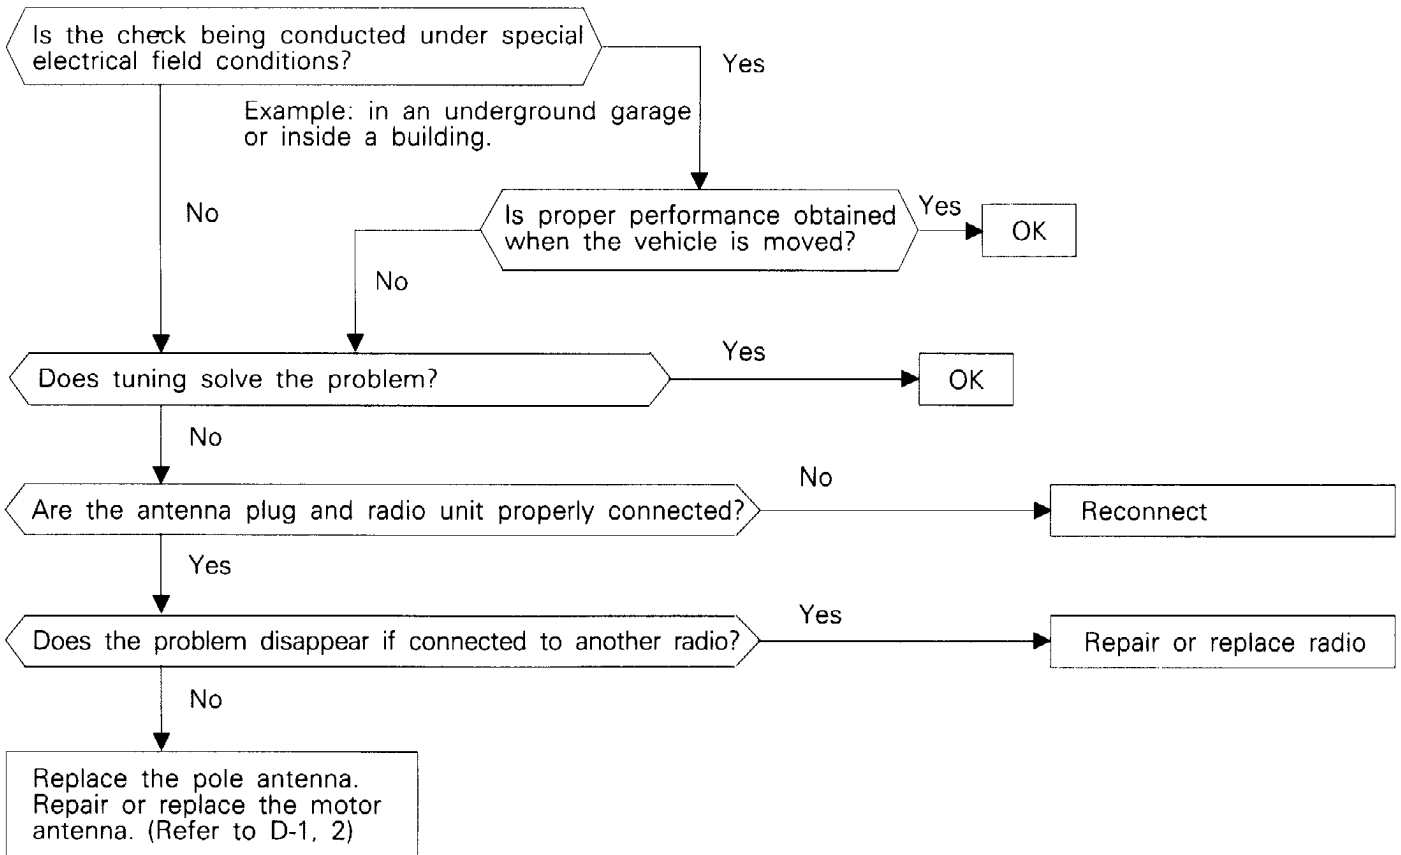 Is the check being conducted under special
electrical field conditions?
Yes
Example: in an underground garage
or inside a building.
No
Is proper performance obtained
when the vehicle is moved?
Yes
OK
No
Does tuning solve the problem?
Yes
OK
No
Are the antenna plug and radio unit properly connected?
No
Reconnect
Yes
Does the problem disappear if connected to another radio?
Yes
Repair or replace radio
No
Replace the pole antenna.
Repair or replace the motor
antenna. (Refer to D-1, 2)